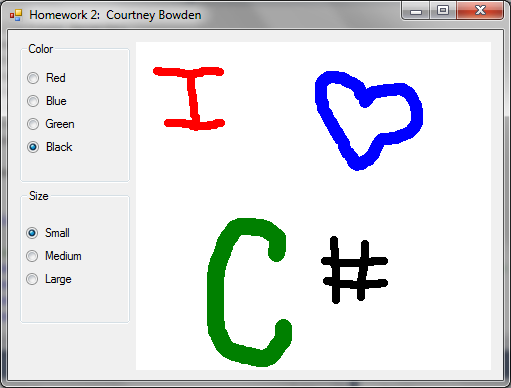 Homework 2: Courtney Bowden
Color
Red
Blue
Green
Black
Size
Small
Medium
Large
I
C #